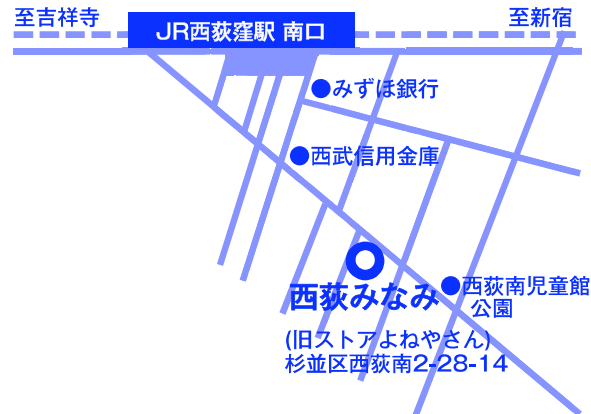 至吉祥寺
JR西荻窪駅 南口
至新宿
みずほ銀行
西武信用金庫
西荻南児童館
公園
西荻みなみ
(旧ストアよねやさん)
杉並区西荻南2-28-14